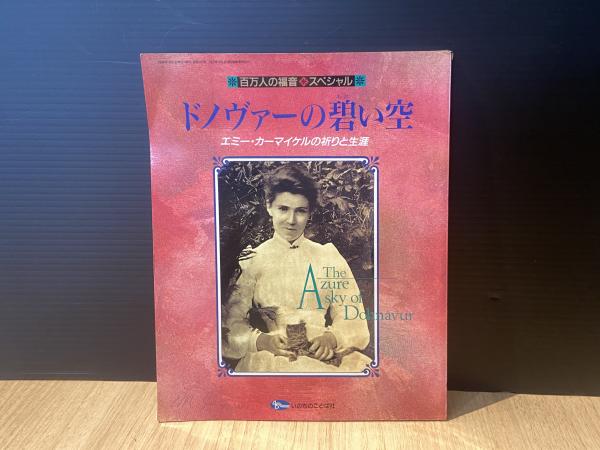 百万人の福音✤スペシャル
ドノヴァーの碧い空
エミー・カーマイケルの祈りと生涯
The
Azure
sky of
Dohnavur
いのちのことば社